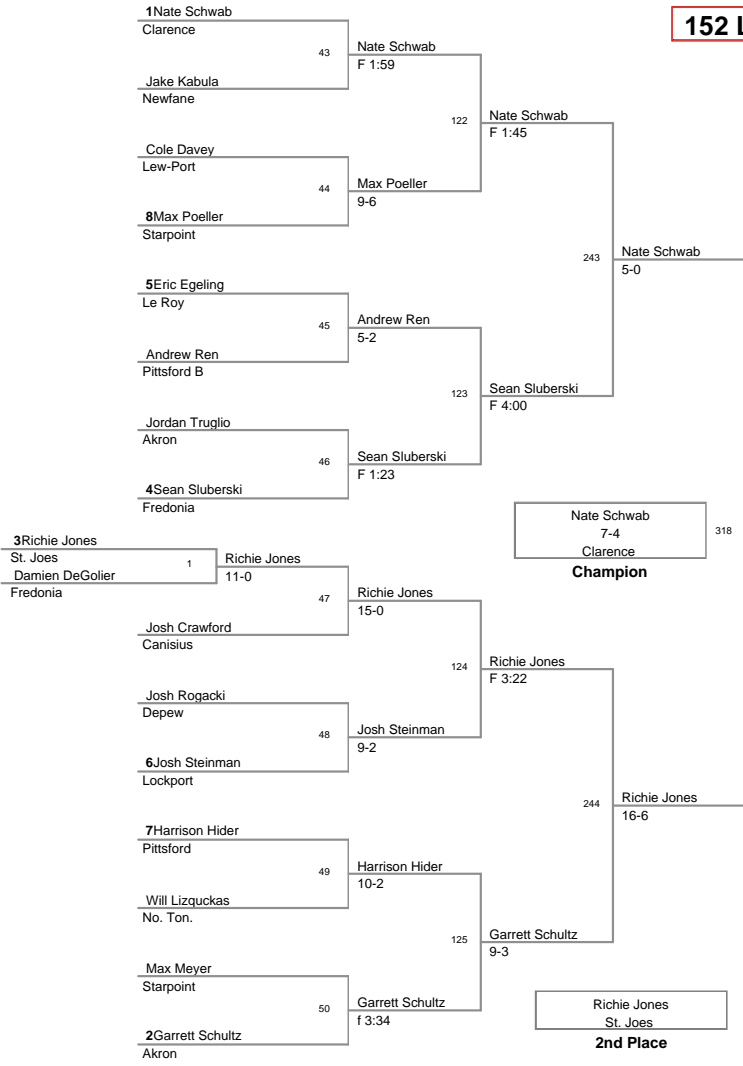 152 L
1Nate Schwab
Clarence
43
Jake Kabula
Newfane
Nate Schwab
F 1:59
Cole Davey
Lew-Port
44
8Max Poeller
Starpoint
Max Poeller
9-6
122
Nate Schwab
F 1:45
5Eric Egeling
Le Roy
45
Andrew Ren
Pittsford B
Andrew Ren
5-2
Jordan Truglio
Akron
46
4Sean Sluberski
Fredonia
Sean Sluberski
F 1:23
123
Sean Sluberski
F 4:00
243
Nate Schwab
5-0
Nate Schwab
7-4
Clarence
318
Champion
3Richie Jones
St. Joes
1
Damien DeGolier
Fredonia
Richie Jones
11-0
47
Josh Crawford
Canisius
Richie Jones
15-0
Josh Rogacki
Depew
48
6Josh Steinman
Lockport
Josh Steinman
9-2
124
Richie Jones
F 3:22
7Harrison Hider
Pittsford
49
Will Lizquckas
No. Ton.
Harrison Hider
10-2
Max Meyer
Starpoint
50
2Garrett Schultz
Akron
Garrett Schultz
f 3:34
125
Garrett Schultz
9-3
244
Richie Jones
16-6
Richie Jones
St. Joes
2nd Place